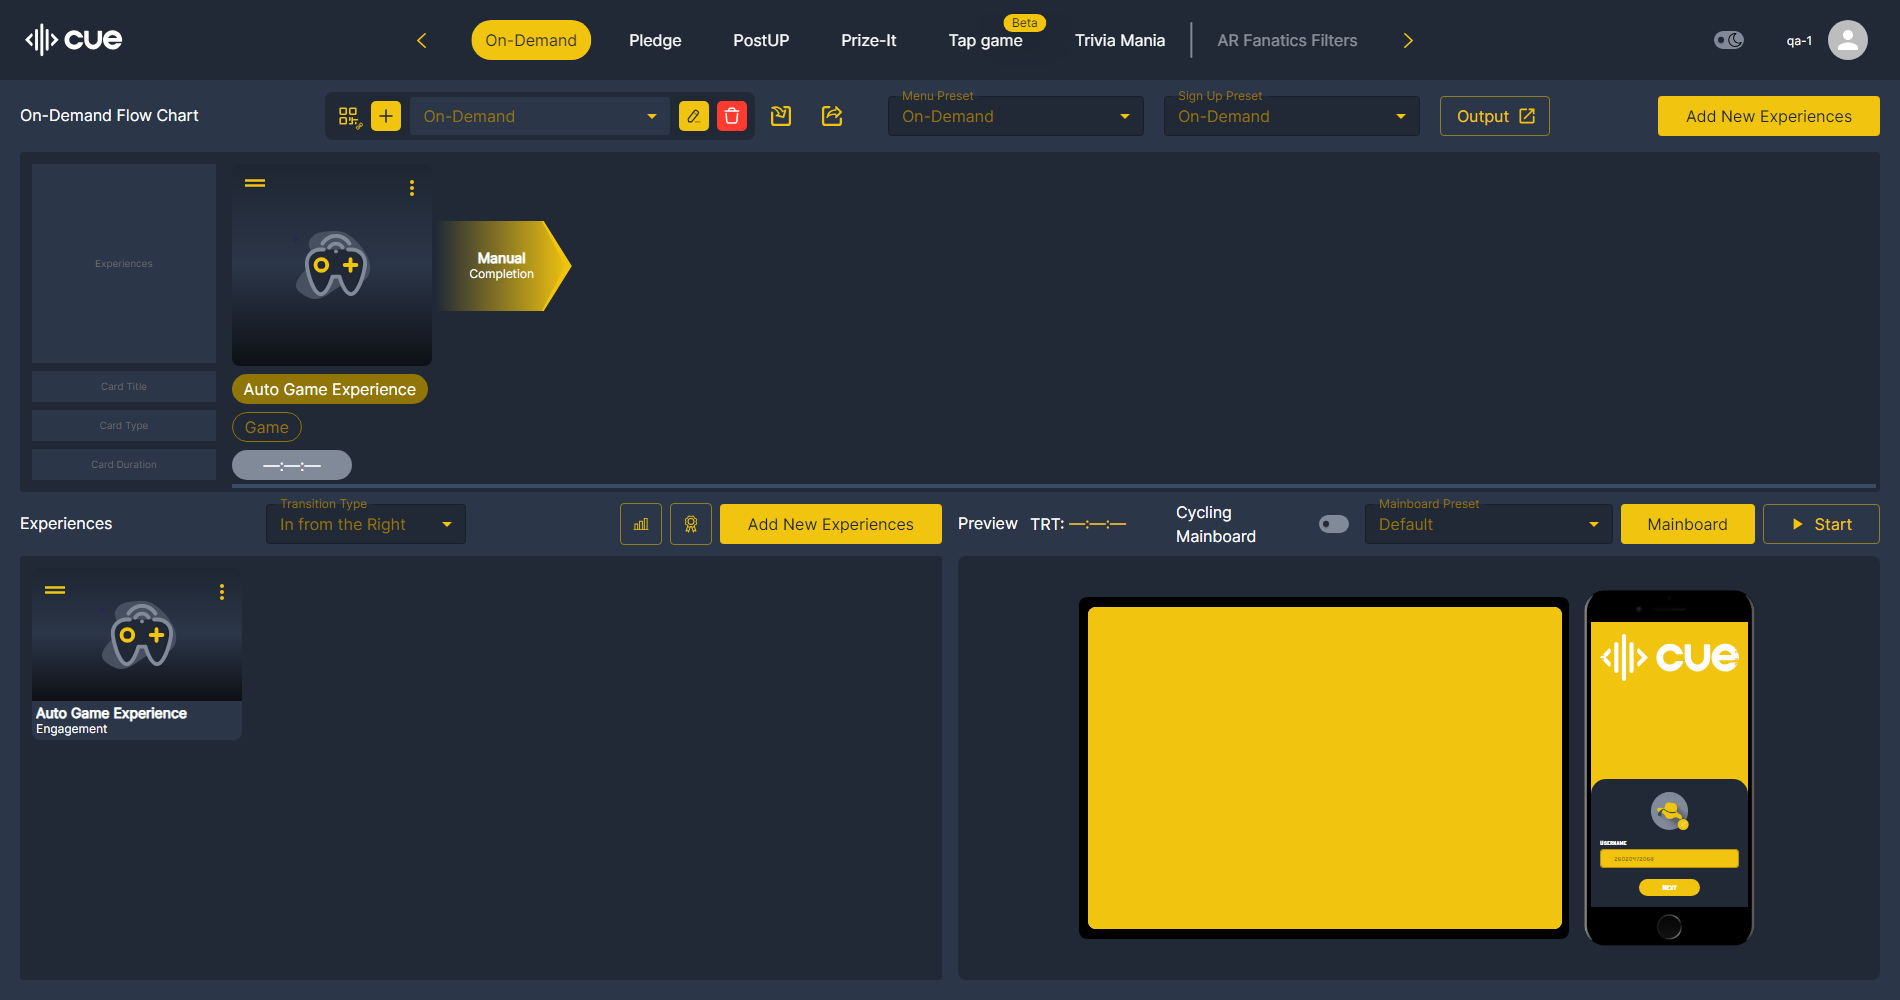 cue
On-Demand
Pledge
PostUP
Prize-It
Beta
Tap game
Trivia Mania
AR Fanatics Filters
qa-1
On-Demand Flow Chart
On-Demand
Menu Preset
On-Demand
Sign Up Preset
On-Demand
Output
Add New Experiences
Experiences
Manual
Completion
Card Title
Auto Game Experience
Card Type
Game
Card Duration
—:—:—
Experiences
Transition Type
In from the Right
Add New Experiences
Preview
TRT: —:—:—
Cycling
Mainboard
Mainboard Preset
Default
Mainboard
Start
Auto Game Experience
Engagement
cue
USERNAME
NEXT